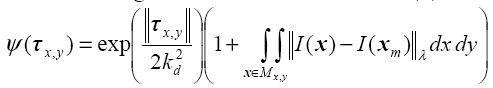 ψ(τ_{x,y}) = exp(‖τ_{x,y}‖ / 2k_d^2)(1 + ∬_{x∈M_{x,y}} ‖I(x) − I(x_m)‖_λ dx dy)